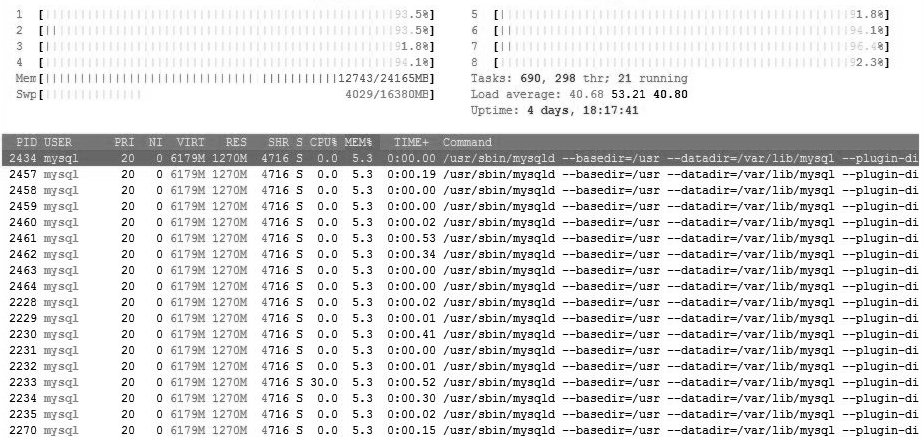 1 [||||||||||||||||||||||||||||||||||||||||||||93.5%] 5 [||||||||||||||||||||||||||||||||||||||||||||91.8%]
2 [||||||||||||||||||||||||||||||||||||||||||||93.5%] 6 [||||||||||||||||||||||||||||||||||||||||||||94.1%]
3 [||||||||||||||||||||||||||||||||||||||||||||91.8%] 7 [||||||||||||||||||||||||||||||||||||||||||||96.4%]
4 [||||||||||||||||||||||||||||||||||||||||||||94.1%] 8 [||||||||||||||||||||||||||||||||||||||||||||92.3%]
Mem[||||||||||||||||||||||||||||||||||||12743/24165MB] Tasks: 690, 298 thr; 21 running
Swp[|||||||||||||| 4029/16380MB] Load average: 40.68 53.21 40.80
Uptime: 4 days, 18:17:41
PID USER PRI NI VIRT RES SHR S CPU% MEM% TIME+ Command
2434 mysql 20 0 6179M 1270M 4716 S 0.0 5.3 0:00.00 /usr/sbin/mysqld --basedir=/usr --datadir=/var/lib/mysql --plugin-di
2457 mysql 20 0 6179M 1270M 4716 S 0.0 5.3 0:00.19 /usr/sbin/mysqld --basedir=/usr --datadir=/var/lib/mysql --plugin-di
2458 mysql 20 0 6179M 1270M 4716 S 0.0 5.3 0:00.00 /usr/sbin/mysqld --basedir=/usr --datadir=/var/lib/mysql --plugin-di
2459 mysql 20 0 6179M 1270M 4716 S 0.0 5.3 0:00.00 /usr/sbin/mysqld --basedir=/usr --datadir=/var/lib/mysql --plugin-di
2460 mysql 20 0 6179M 1270M 4716 S 0.0 5.3 0:00.02 /usr/sbin/mysqld --basedir=/usr --datadir=/var/lib/mysql --plugin-di
2461 mysql 20 0 6179M 1270M 4716 S 0.0 5.3 0:00.53 /usr/sbin/mysqld --basedir=/usr --datadir=/var/lib/mysql --plugin-di
2462 mysql 20 0 6179M 1270M 4716 S 0.0 5.3 0:00.34 /usr/sbin/mysqld --basedir=/usr --datadir=/var/lib/mysql --plugin-di
2463 mysql 20 0 6179M 1270M 4716 S 0.0 5.3 0:00.00 /usr/sbin/mysqld --basedir=/usr --datadir=/var/lib/mysql --plugin-di
2464 mysql 20 0 6179M 1270M 4716 S 0.0 5.3 0:00.00 /usr/sbin/mysqld --basedir=/usr --datadir=/var/lib/mysql --plugin-di
2228 mysql 20 0 6179M 1270M 4716 S 0.0 5.3 0:00.02 /usr/sbin/mysqld --basedir=/usr --datadir=/var/lib/mysql --plugin-di
2229 mysql 20 0 6179M 1270M 4716 S 0.0 5.3 0:00.01 /usr/sbin/mysqld --basedir=/usr --datadir=/var/lib/mysql --plugin-di
2230 mysql 20 0 6179M 1270M 4716 S 0.0 5.3 0:00.41 /usr/sbin/mysqld --basedir=/usr --datadir=/var/lib/mysql --plugin-di
2231 mysql 20 0 6179M 1270M 4716 S 0.0 5.3 0:00.00 /usr/sbin/mysqld --basedir=/usr --datadir=/var/lib/mysql --plugin-di
2232 mysql 20 0 6179M 1270M 4716 S 0.0 5.3 0:00.01 /usr/sbin/mysqld --basedir=/usr --datadir=/var/lib/mysql --plugin-di
2233 mysql 20 0 6179M 1270M 4716 S 30.0 5.3 0:00.52 /usr/sbin/mysqld --basedir=/usr --datadir=/var/lib/mysql --plugin-di
2234 mysql 20 0 6179M 1270M 4716 S 0.0 5.3 0:00.30 /usr/sbin/mysqld --basedir=/usr --datadir=/var/lib/mysql --plugin-di
2235 mysql 20 0 6179M 1270M 4716 S 0.0 5.3 0:00.02 /usr/sbin/mysqld --basedir=/usr --datadir=/var/lib/mysql --plugin-di
2270 mysql 20 0 6179M 1270M 4716 S 0.0 5.3 0:00.15 /usr/sbin/mysqld --basedir=/usr --datadir=/var/lib/mysql --plugin-di